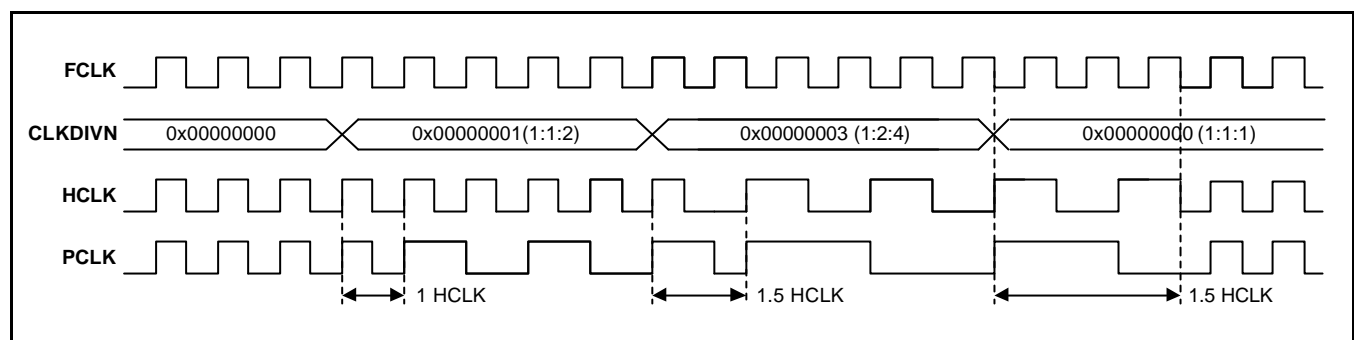 FCLK
CLKDIVN 0x00000000 0x00000001(1:1:2) 0x00000003 (1:2:4) 0x00000000 (1:1:1)
HCLK
PCLK
1 HCLK 1.5 HCLK 1.5 HCLK